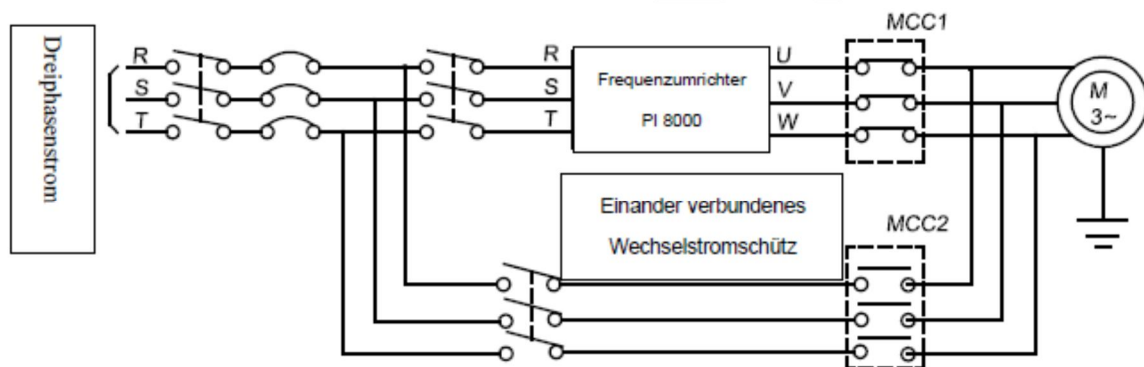 MCC1
Dreiphasenstrom
R
S
T
R
S
T
Frequenzumrichter
PI 8000
U
V
W
M
3~
Einander verbundenes
Wechselstromschütz
MCC2